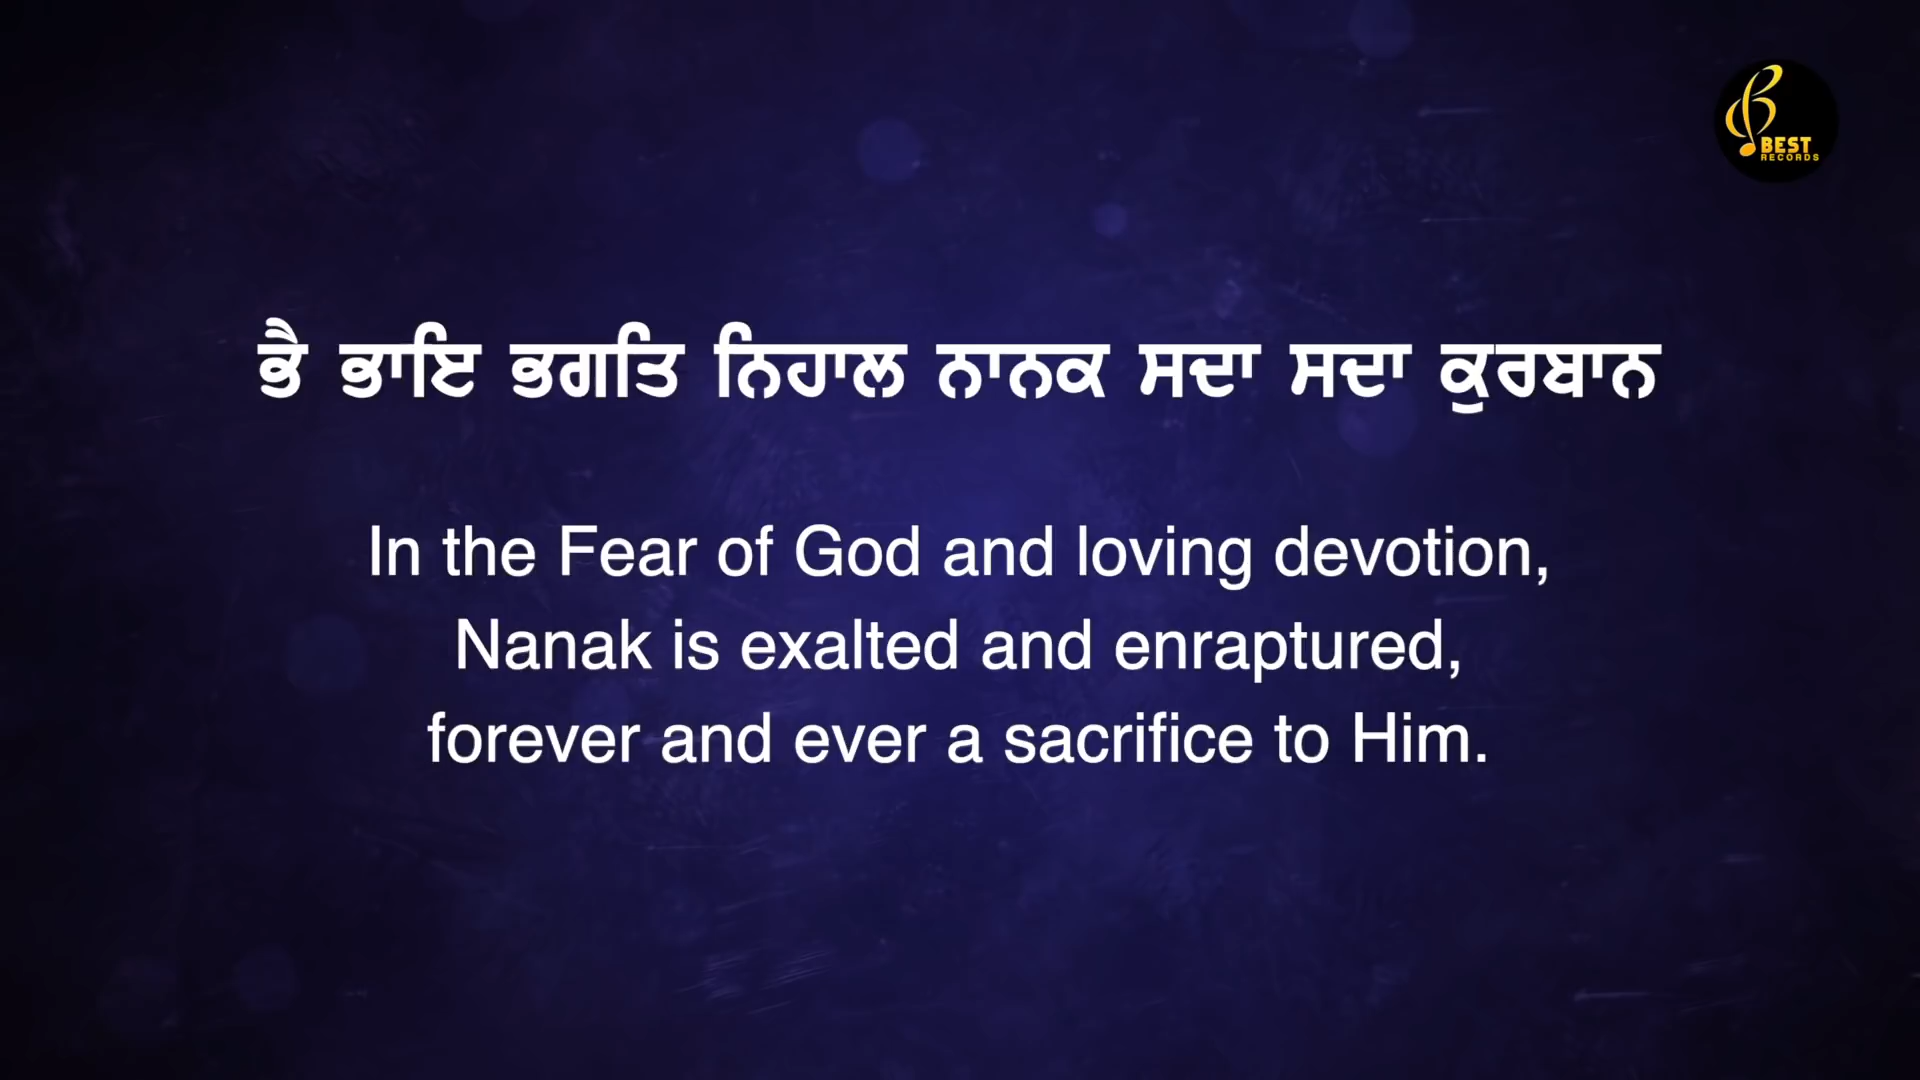 BEST
RECORDS
ਭੈ ਭਾਇ ਭਗਤਿ ਨਿਹਾਲ ਨਾਨਕ ਸਦਾ ਸਦਾ ਕੁਰਬਾਨ
In the Fear of God and loving devotion,
Nanak is exalted and enraptured,
forever and ever a sacrifice to Him.